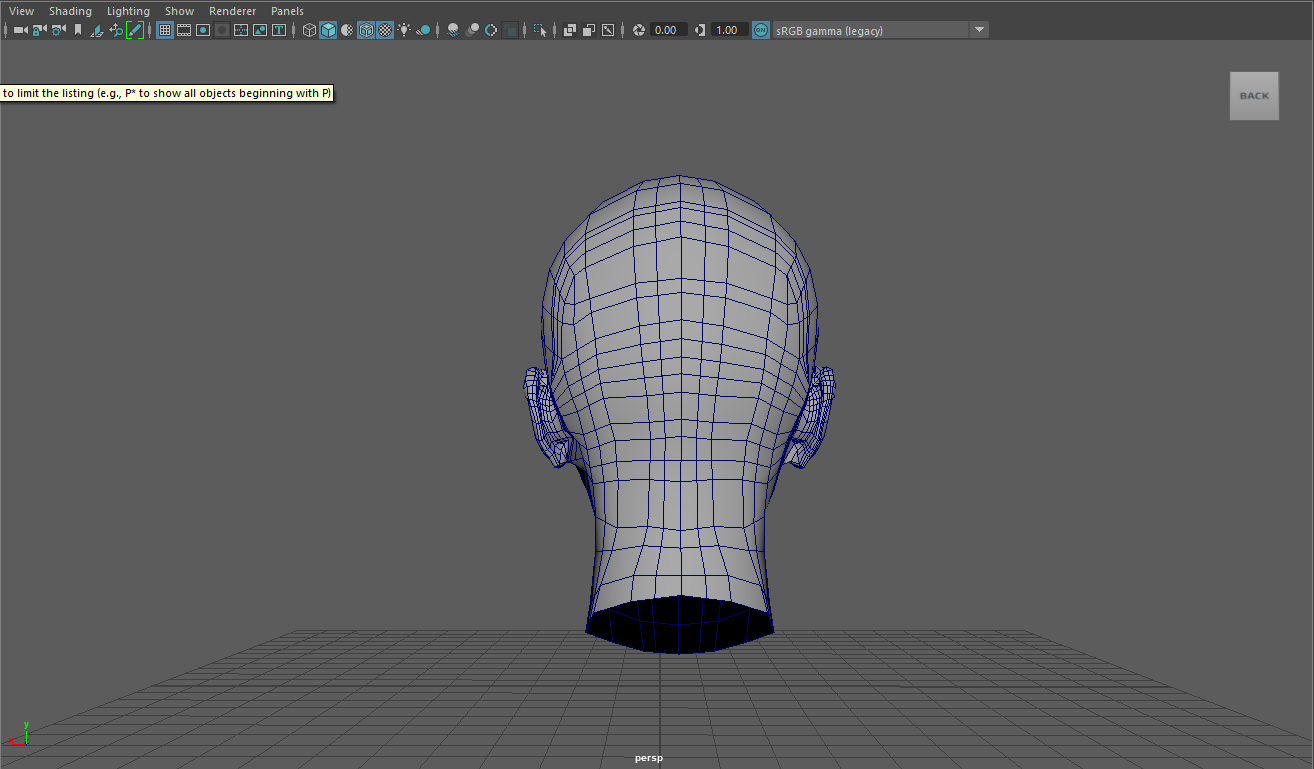 View Shading Lighting Show Renderer Panels
0.00 1.00 ON sRGB gamma (legacy)
to limit the listing (e.g., P* to show all objects beginning with P)
BACK
y
persp